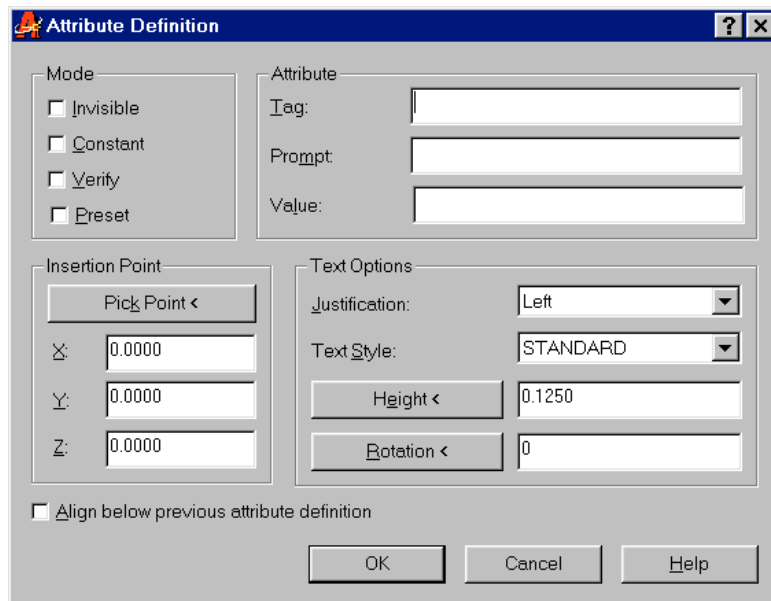 Attribute Definition
Mode
Invisible
Constant
Verify
Preset
Attribute
Tag:
Prompt:
Value:
Insertion Point
Pick Point <
X: 0.0000
Y: 0.0000
Z: 0.0000
Text Options
Justification: Left
Text Style: STANDARD
Height < 0.1250
Rotation < 0
Align below previous attribute definition
OK Cancel Help